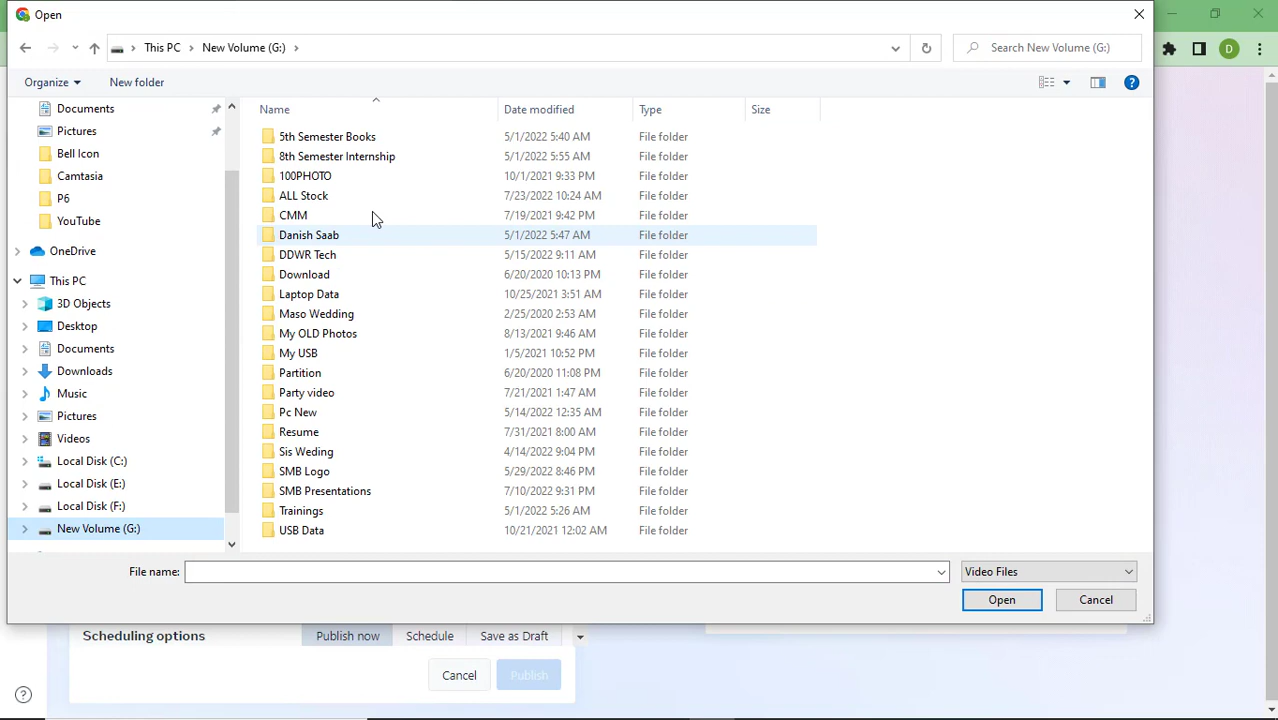 Open
This PC New Volume (G:) Search New Volume (G:)
Organize New folder
Documents
Pictures
Bell Icon
Camtasia
P6
YouTube
OneDrive
This PC
3D Objects
Desktop
Documents
Downloads
Music
Pictures
Videos
Local Disk (C:)
Local Disk (E:)
Local Disk (F:)
New Volume (G:)
Name Date modified Type Size
5th Semester Books 5/1/2022 5:40 AM File folder
8th Semester Internship 5/1/2022 5:55 AM File folder
100PHOTO 10/1/2021 9:33 PM File folder
ALL Stock 7/23/2022 10:24 AM File folder
CMM 7/19/2021 9:42 PM File folder
Danish Saab 5/1/2022 5:47 AM File folder
DDWR Tech 5/15/2022 9:11 AM File folder
Download 6/20/2020 10:13 PM File folder
Laptop Data 10/25/2021 3:51 AM File folder
Maso Wedding 2/25/2020 2:53 AM File folder
My OLD Photos 8/13/2021 9:46 AM File folder
My USB 1/5/2021 10:52 PM File folder
Partition 6/20/2020 11:08 PM File folder
Party video 7/21/2021 1:47 AM File folder
Pc New 5/14/2022 12:35 AM File folder
Resume 7/31/2021 8:00 AM File folder
Sis Weding 4/14/2022 9:04 PM File folder
SMB Logo 5/29/2022 8:46 PM File folder
SMB Presentations 7/10/2022 9:31 PM File folder
Trainings 5/1/2022 5:26 AM File folder
USB Data 10/21/2021 12:02 AM File folder
File name: Video Files
Open Cancel
D
Scheduling options Publish now Schedule Save as Draft
Cancel Publish